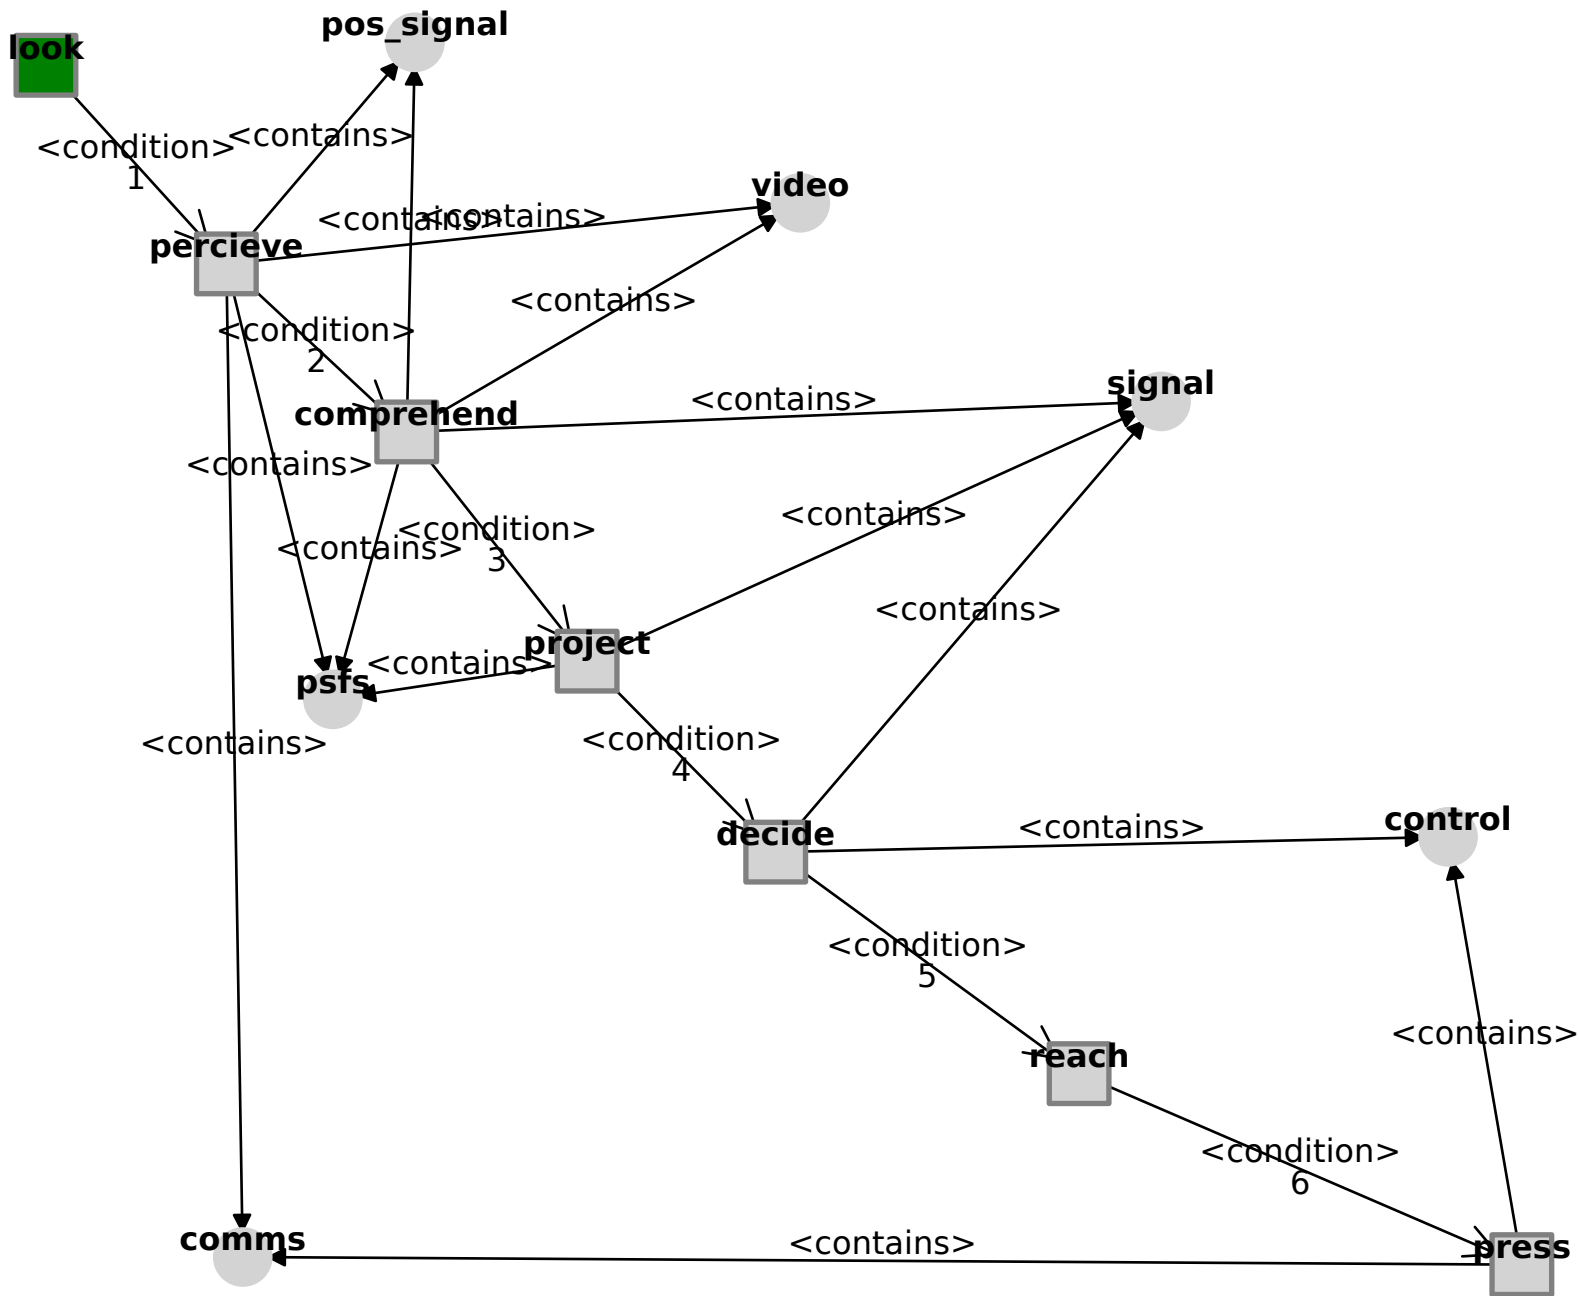 look
pos_signal
<condition>
1
<contains>
video
<contains>
<contains>
percieve
<contains>
<condition>
2
signal
<contains>
comprehend
<contains>
<contains>
<condition>
3
<contains>
<contains>
<contains>
project
<contains>
psfs
<contains>
<condition>
4
control
<contains>
decide
<condition>
5
<contains>
reach
<condition>
6
comms
<contains>
press